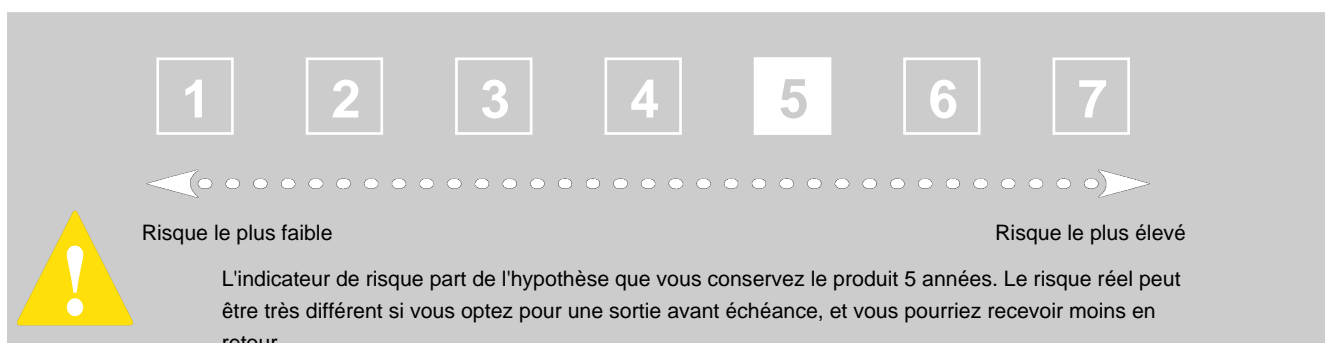 1 2 3 4 5 6 7
!
Risque le plus faible Risque le plus élevé
L'indicateur de risque part de l'hypothèse que vous conservez le produit 5 années. Le risque réel peut
être très différent si vous optez pour une sortie avant échéance, et vous pourriez recevoir moins en
retour